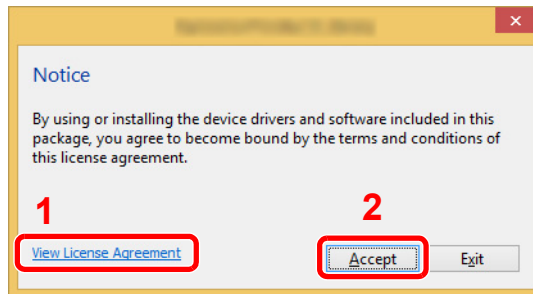 Notice
By using or installing the device drivers and software included in this
package, you agree to become bound by the terms and conditions of
this license agreement.
1
2
View License Agreement
Accept
Exit